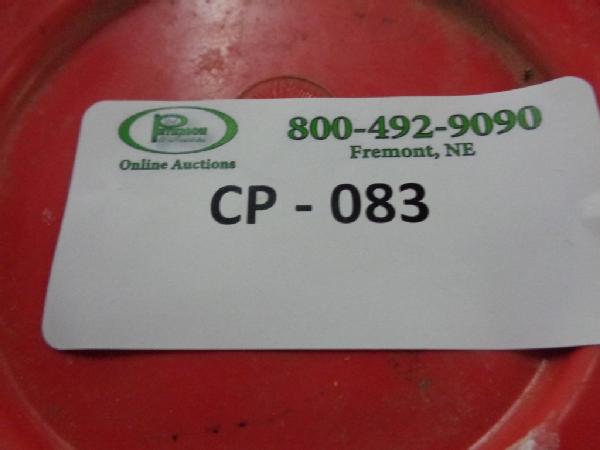 800-492-9090
Online Auctions
Fremont, NE
CP - 083